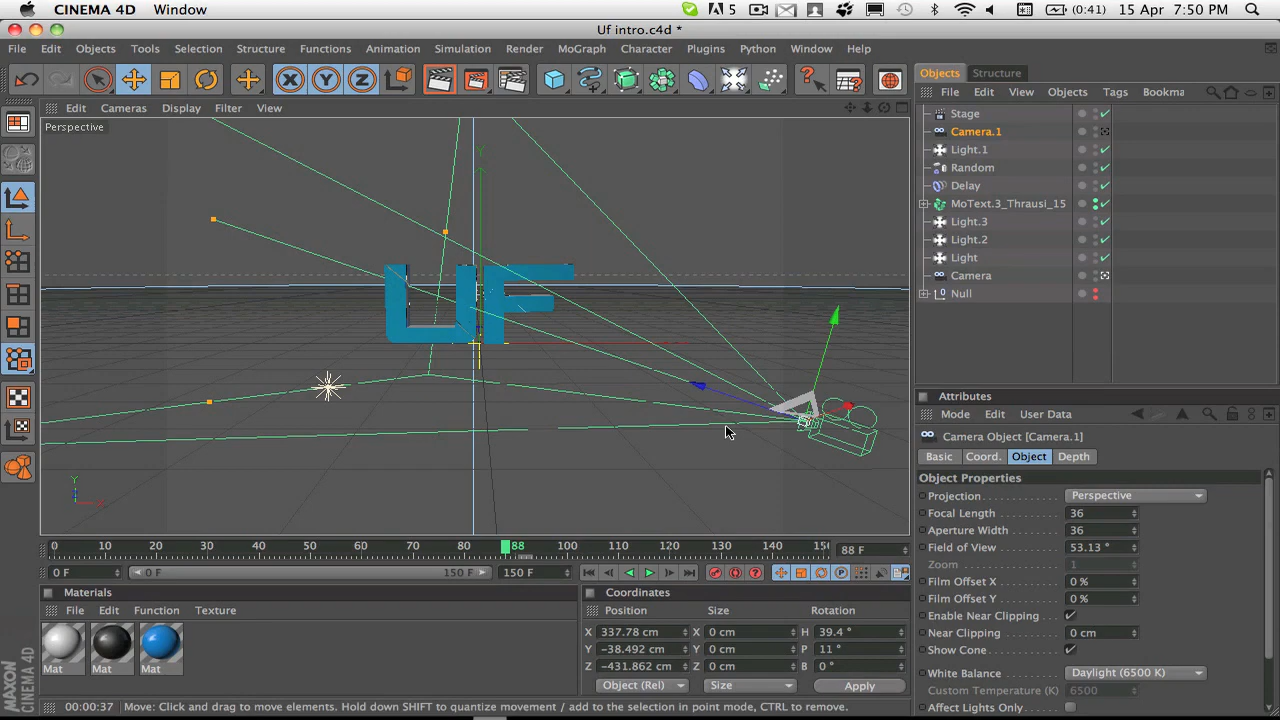 CINEMA 4D Window 5 (0:41) 15 Apr 7:50 PM
Uf intro.c4d *
File Edit Objects Tools Selection Structure Functions Animation Simulation Render MoGraph Character Plugins Python Window Help
X Y Z
Objects Structure
Edit Cameras Display Filter View
File Edit View Objects Tags Bookma
Perspective
Stage
Camera.1
Light.1
Random
Delay
MoText.3_Thrausi_15
Light.3
Light.2
Light
Camera
Null
UF
Y
Y
X
Attributes
Mode Edit User Data
Camera Object [Camera.1]
Basic Coord. Object Depth
Object Properties
Projection Perspective
Focal Length 36
Aperture Width 36
Field of View 53.13 °
Zoom 1
Film Offset X 0 %
Film Offset Y 0 %
Enable Near Clipping
Near Clipping 0 cm
Show Cone
White Balance Daylight (6500 K)
Custom Temperature (K) 6500
Affect Lights Only
0 10 20 30 40 50 60 70 80 88 100 110 120 130 140 15 88 F
0 F 0 F 150 F 150 F
Materials
File Edit Function Texture
Mat Mat Mat
Coordinates
Position Size Rotation
X 337.78 cm X 0 cm H 39.4 °
Y -38.492 cm Y 0 cm P 11 °
Z -431.862 cm Z 0 cm B 0 °
Object (Rel) Size Apply
MAXON CINEMA 4D
00:00:37 Move: Click and drag to move elements. Hold down SHIFT to quantize movement / add to the selection in point mode, CTRL to remove.